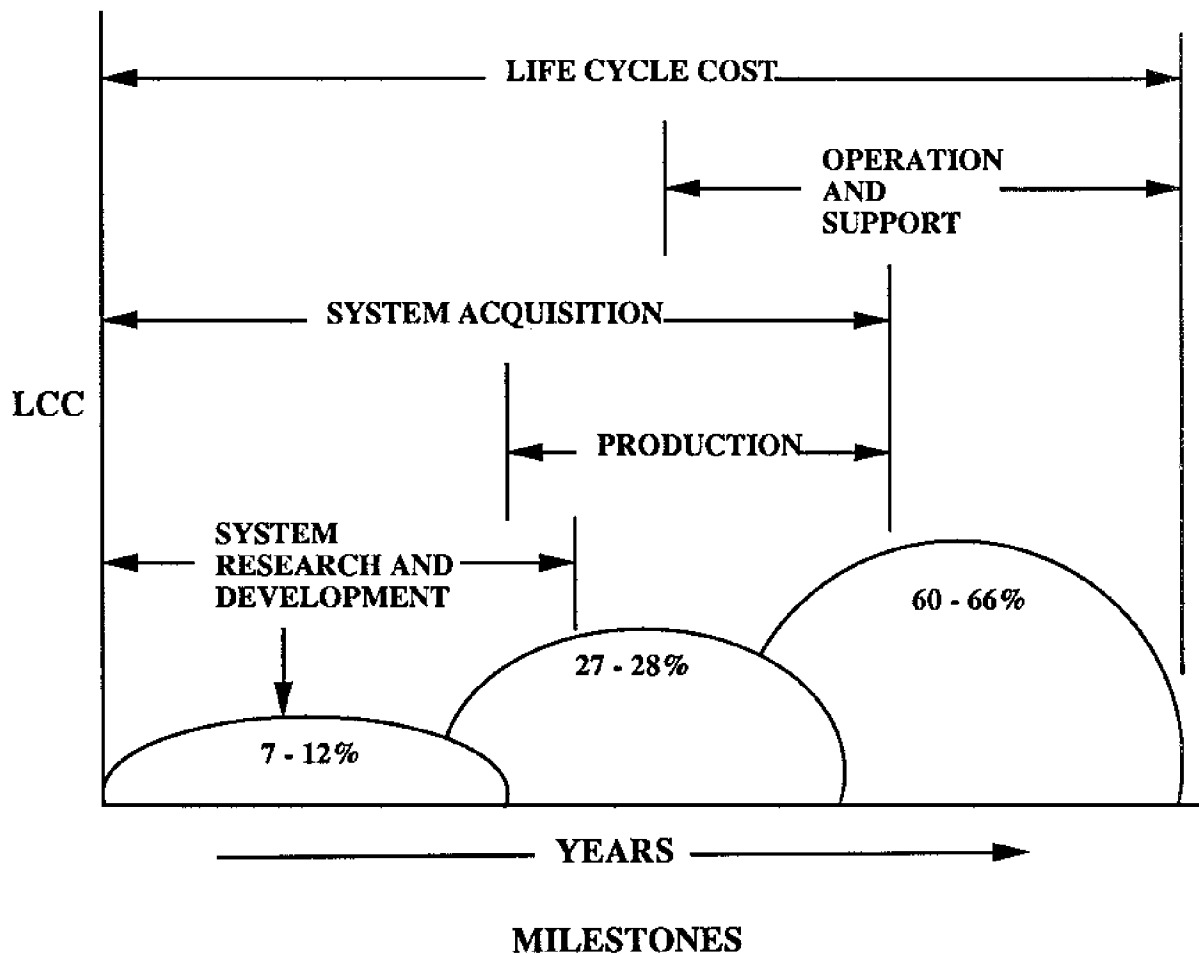 LIFE CYCLE COST
OPERATION
AND
SUPPORT
SYSTEM ACQUISITION
LCC
PRODUCTION
SYSTEM
RESEARCH AND
DEVELOPMENT
60 - 66%
27 - 28%
7 - 12%
YEARS
MILESTONES